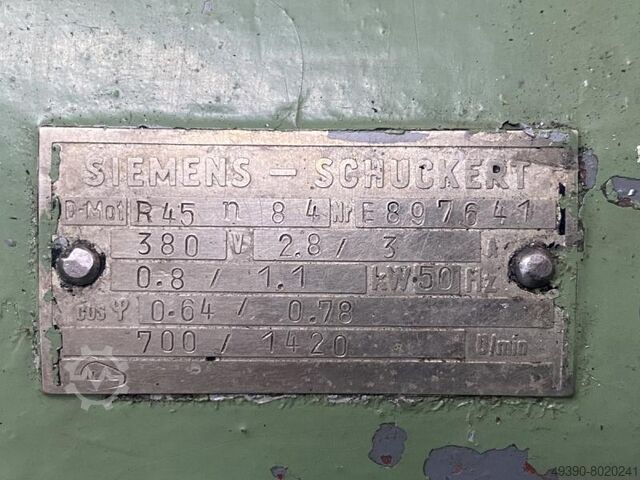 SIEMENS - SCHUCKERT
D-Mot R45 n 84 Nr E897641
380 V 2.8 / 3 A
0.8 / 1.1 kW·50 Hz
cos φ 0.64 / 0.78
700 / 1420 U/min
49390-8020241